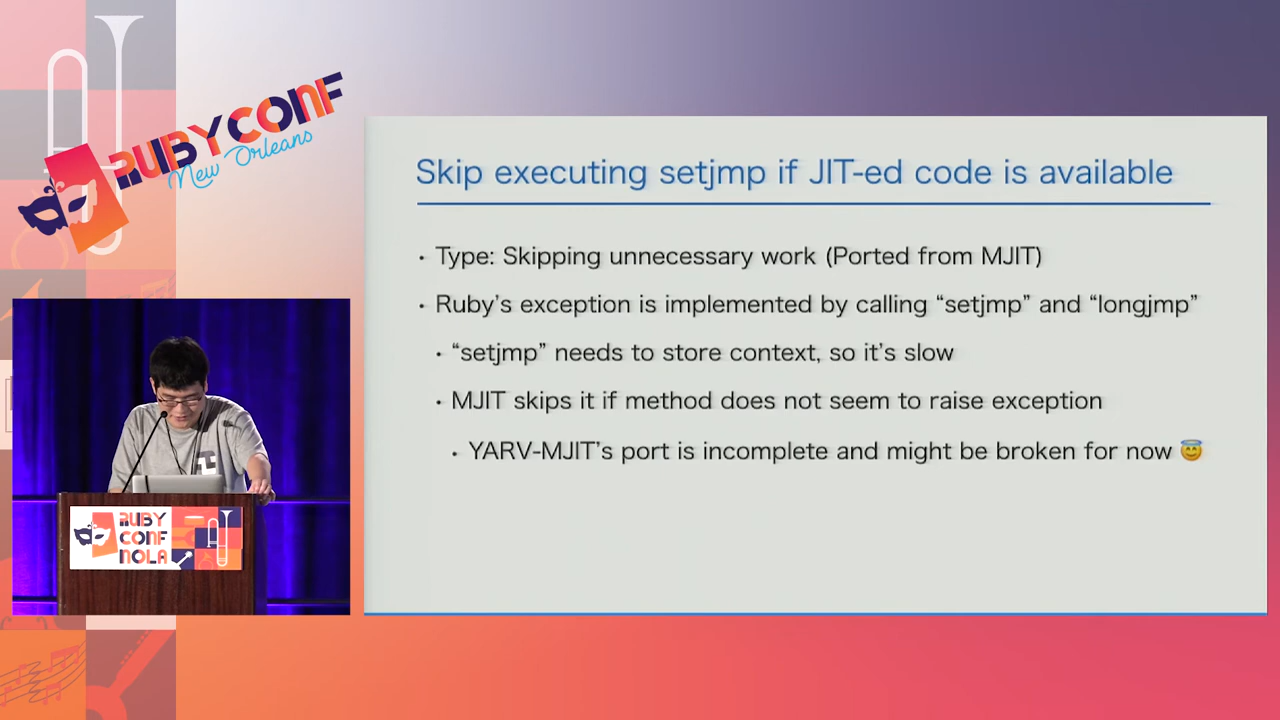 RUBYCONF
New Orleans
Skip executing setjmp if JIT-ed code is available
• Type: Skipping unnecessary work (Ported from MJIT)
• Ruby’s exception is implemented by calling “setjmp” and “longjmp”
• “setjmp” needs to store context, so it’s slow
• MJIT skips it if method does not seem to raise exception
• YARV-MJIT’s port is incomplete and might be broken for now 😇
RUBY
CONF
NOLA